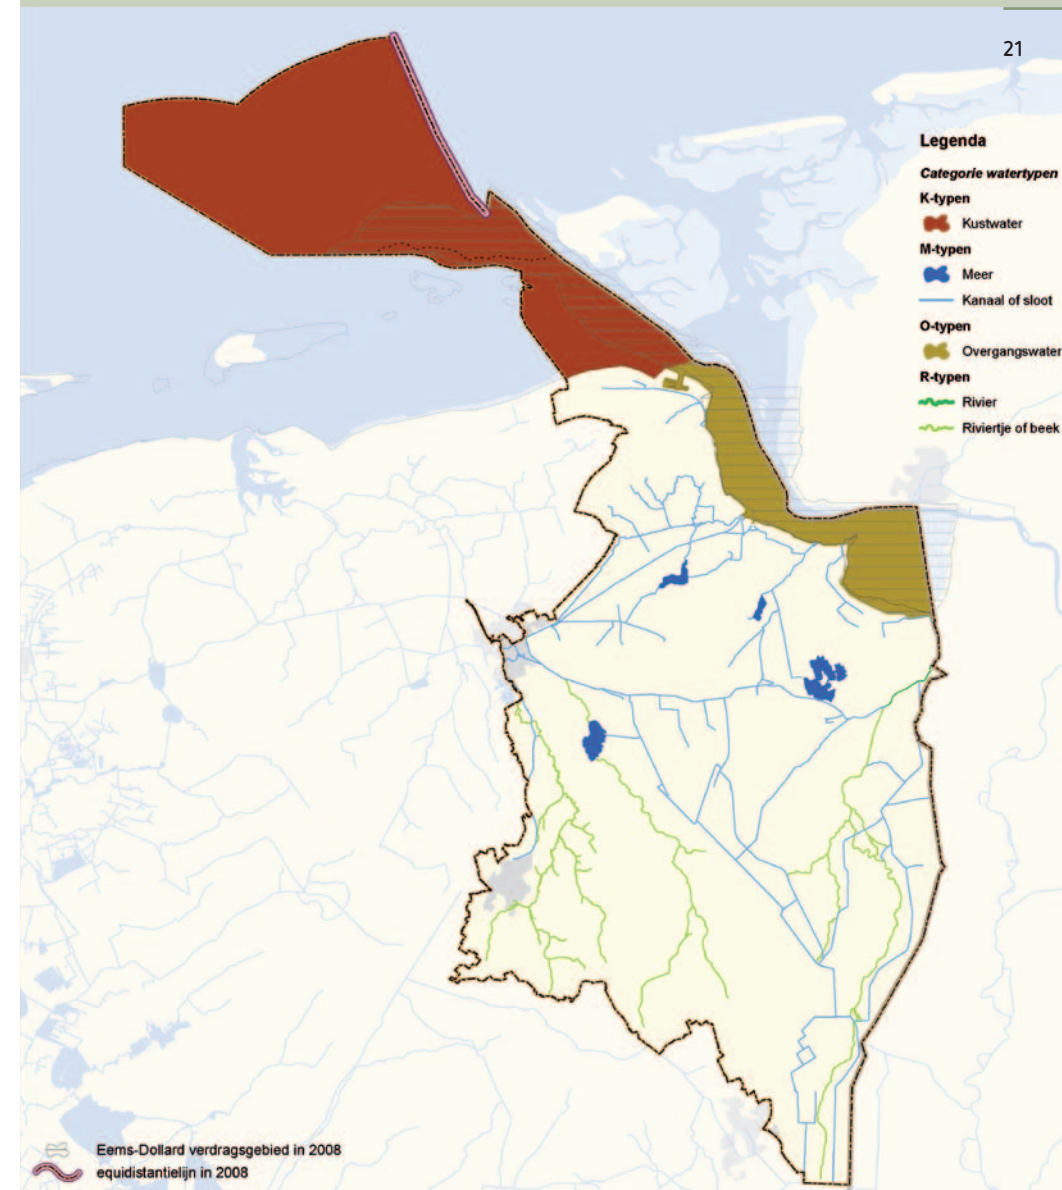 21
Legenda
Categorie watertypen
K-typen
Kustwater
M-typen
Meer
Kanaal of sloot
O-typen
Overgangswater
R-typen
Rivier
Riviertje of beek
Eems-Dollard verdragsgebied in 2008
equidistantielijn in 2008